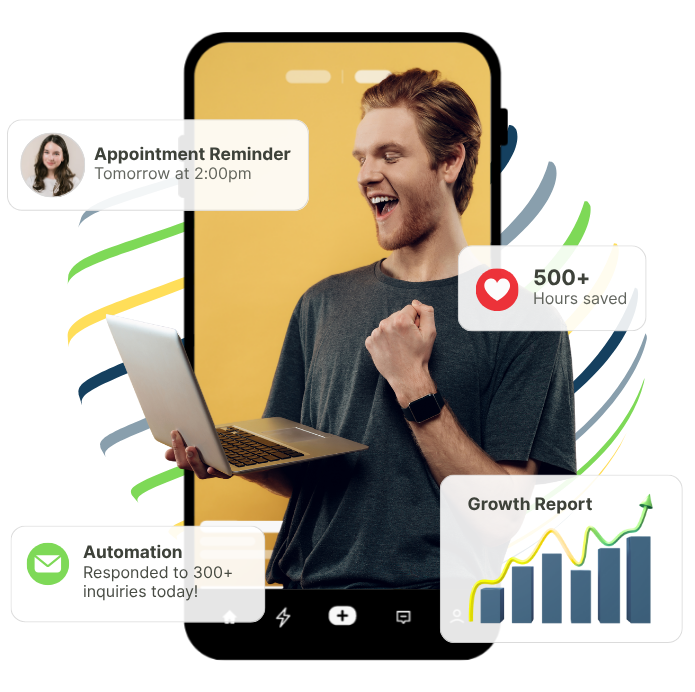 Appointment Reminder
Tomorrow at 2:00pm
500+
Hours saved
Growth Report
Automation
Responded to 300+
inquiries today!